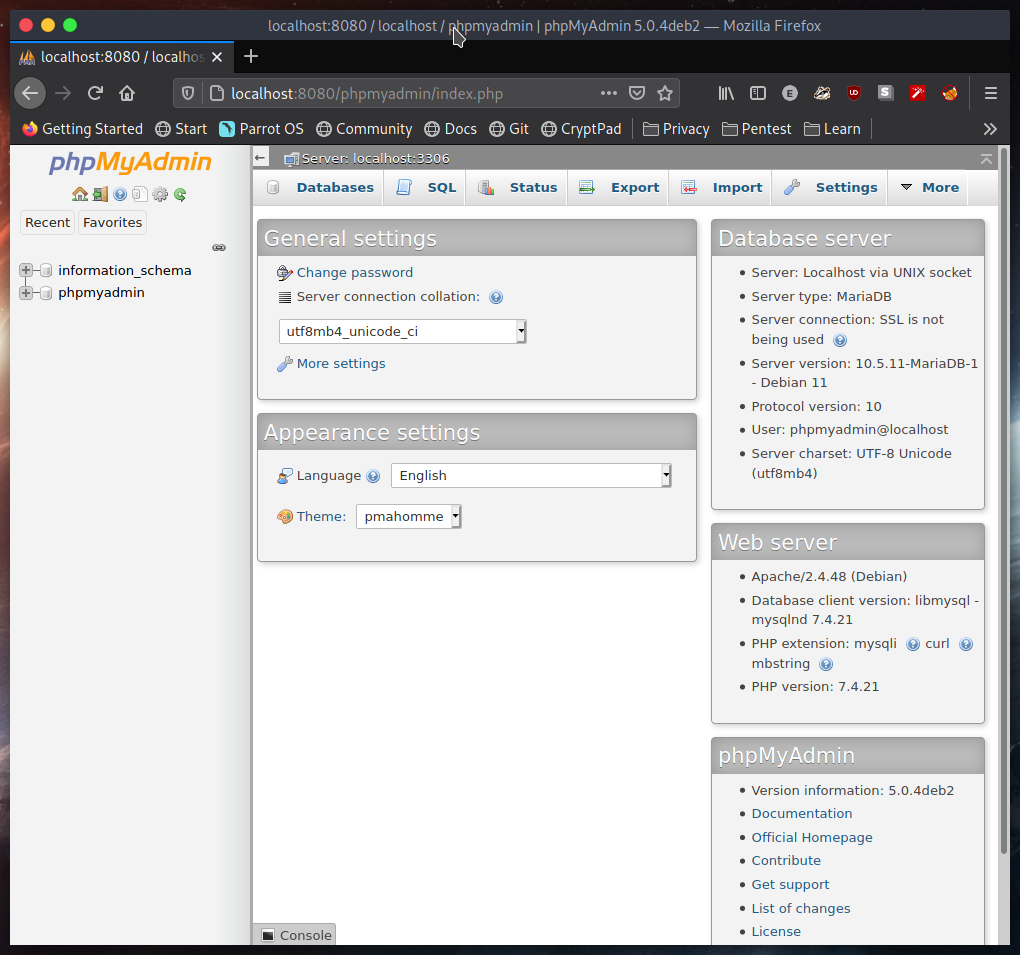 localhost:8080 / localhost / phpmyadmin | phpMyAdmin 5.0.4deb2 — Mozilla Firefox
localhost:8080 / localhos
localhost:8080/phpmyadmin/index.php
Getting Started Start Parrot OS Community Docs Git CryptPad Privacy Pentest Learn
phpMyAdmin
Recent Favorites
information_schema
phpmyadmin
Server: localhost:3306
Databases SQL Status Export Import Settings More
General settings
Change password
Server connection collation:
utf8mb4_unicode_ci
More settings
Appearance settings
Language English
Theme: pmahomme
Database server
Server: Localhost via UNIX socket
Server type: MariaDB
Server connection: SSL is not
being used
Server version: 10.5.11-MariaDB-1
- Debian 11
Protocol version: 10
User: phpmyadmin@localhost
Server charset: UTF-8 Unicode
(utf8mb4)
Web server
Apache/2.4.48 (Debian)
Database client version: libmysql -
mysqlnd 7.4.21
PHP extension: mysqli curl
mbstring
PHP version: 7.4.21
phpMyAdmin
Version information: 5.0.4deb2
Documentation
Official Homepage
Contribute
Get support
List of changes
License
Console